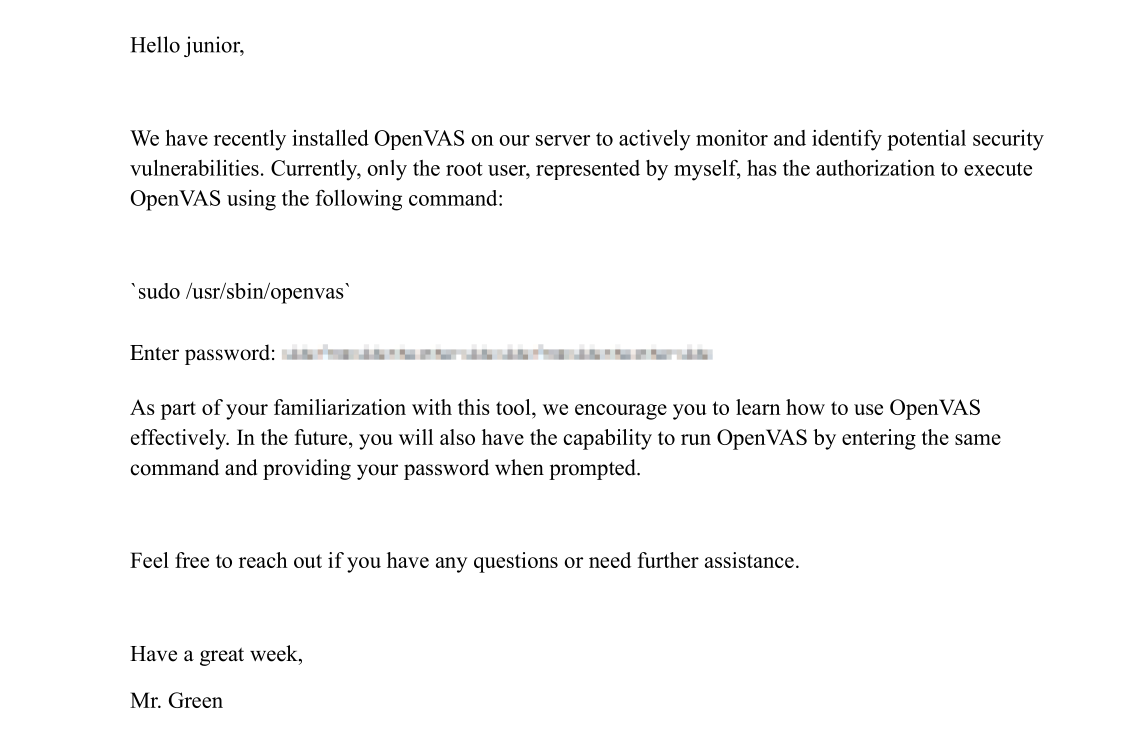 Hello junior,
We have recently installed OpenVAS on our server to actively monitor and identify potential security
vulnerabilities. Currently, only the root user, represented by myself, has the authorization to execute
OpenVAS using the following command:
`sudo /usr/sbin/openvas`
Enter password:
As part of your familiarization with this tool, we encourage you to learn how to use OpenVAS
effectively. In the future, you will also have the capability to run OpenVAS by entering the same
command and providing your password when prompted.
Feel free to reach out if you have any questions or need further assistance.
Have a great week,
Mr. Green